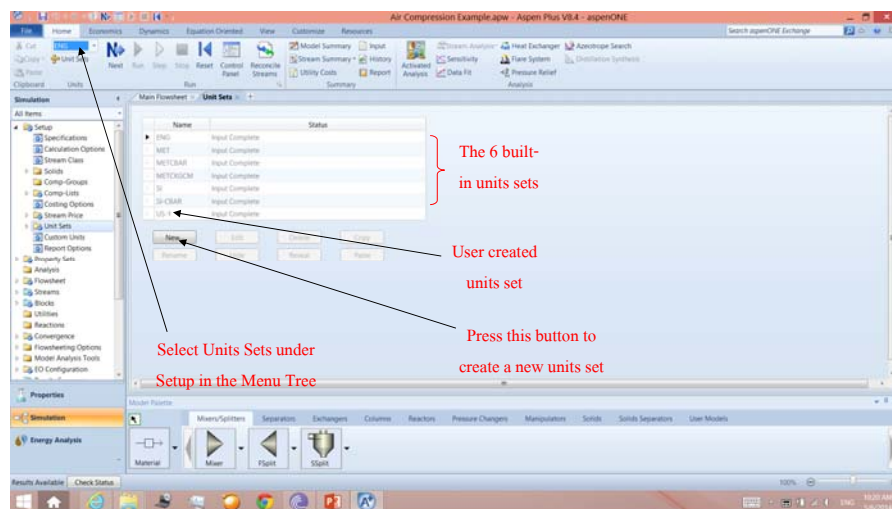 Air Compression Example.apw - Aspen Plus V8.4 - aspenONE
File Home Economics Dynamics Equation Oriented View Customize Resources
Search aspenONE Exchange
Cut
ENG
Copy
Unit Sets
Paste
Next Run Step Stop Reset Control Panel Reconcile Streams
Model Summary Input
Stream Summary History
Utility Costs Report
Activated Analysis
Stream Analysis Heat Exchanger Azeotrope Search
Sensitivity Flare System Distillation Synthesis
Data Fit Pressure Relief
Clipboard Units Run Summary Analysis
Simulation
Main Flowsheet Unit Sets +
All Items
Setup
Specifications
Calculation Options
Stream Class
Solids
Comp-Groups
Comp-Lists
Costing Options
Stream Price
Unit Sets
Custom Units
Report Options
Property Sets
Analysis
Flowsheet
Streams
Blocks
Utilities
Reactions
Convergence
Flowsheeting Options
Model Analysis Tools
EO Configuration
Name Status
ENG Input Complete
MET Input Complete
METCBAR Input Complete
METCKGCM Input Complete
SI Input Complete
SI-CBAR Input Complete
US-1 Input Complete
New Edit Delete Copy
Rename Hide Reveal Paste
The 6 built-
in units sets
User created
units set
Press this button to
create a new units set
Select Units Sets under
Setup in the Menu Tree
Properties
Simulation
Energy Analysis
Model Palette
Mixers/Splitters Separators Exchangers Columns Reactors Pressure Changers Manipulators Solids Solids Separators User Models
Material Mixer FSplit SSplit
Results Available Check Status
100%
ENG
10:20 AM